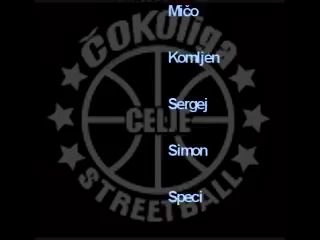 Mičo
ČOKOliga
Komljen
Sergej
CELJE
Simon
STREETBALL
Speci